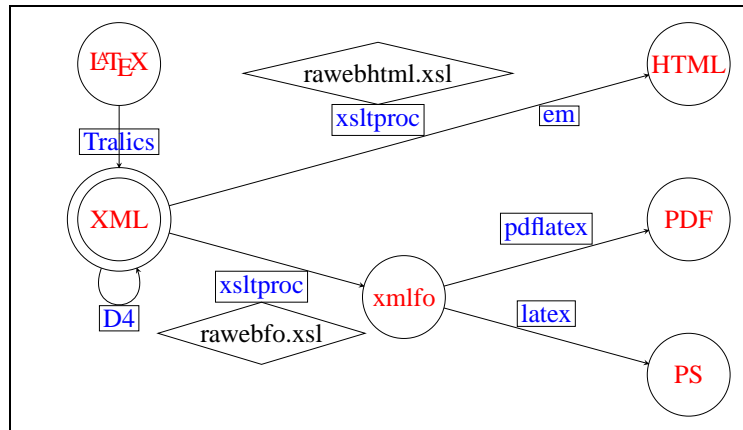 LATEX
rawebhtml.xsl
HTML
xsltproc
em
Tralics
XML
pdflatex
PDF
xsltproc
xmlfo
D4
rawebfo.xsl
latex
PS